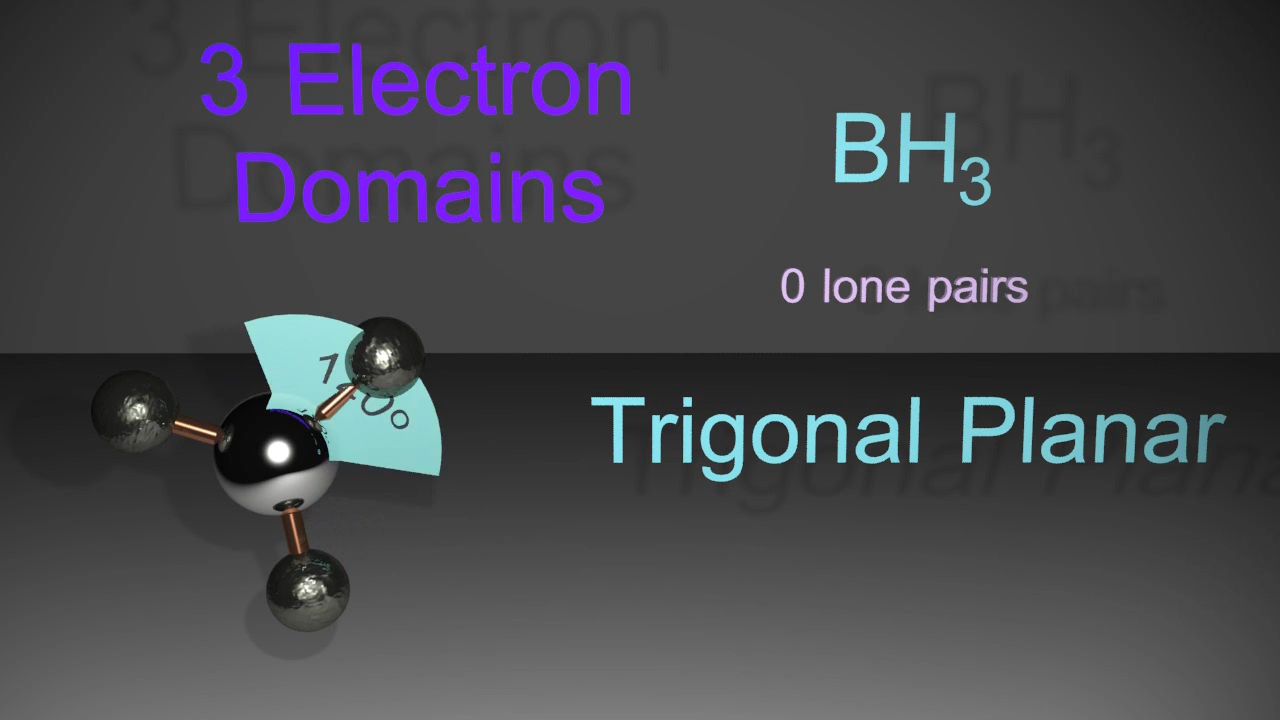 3 Electron
Domains
BH₃
0 lone pairs
Trigonal Planar